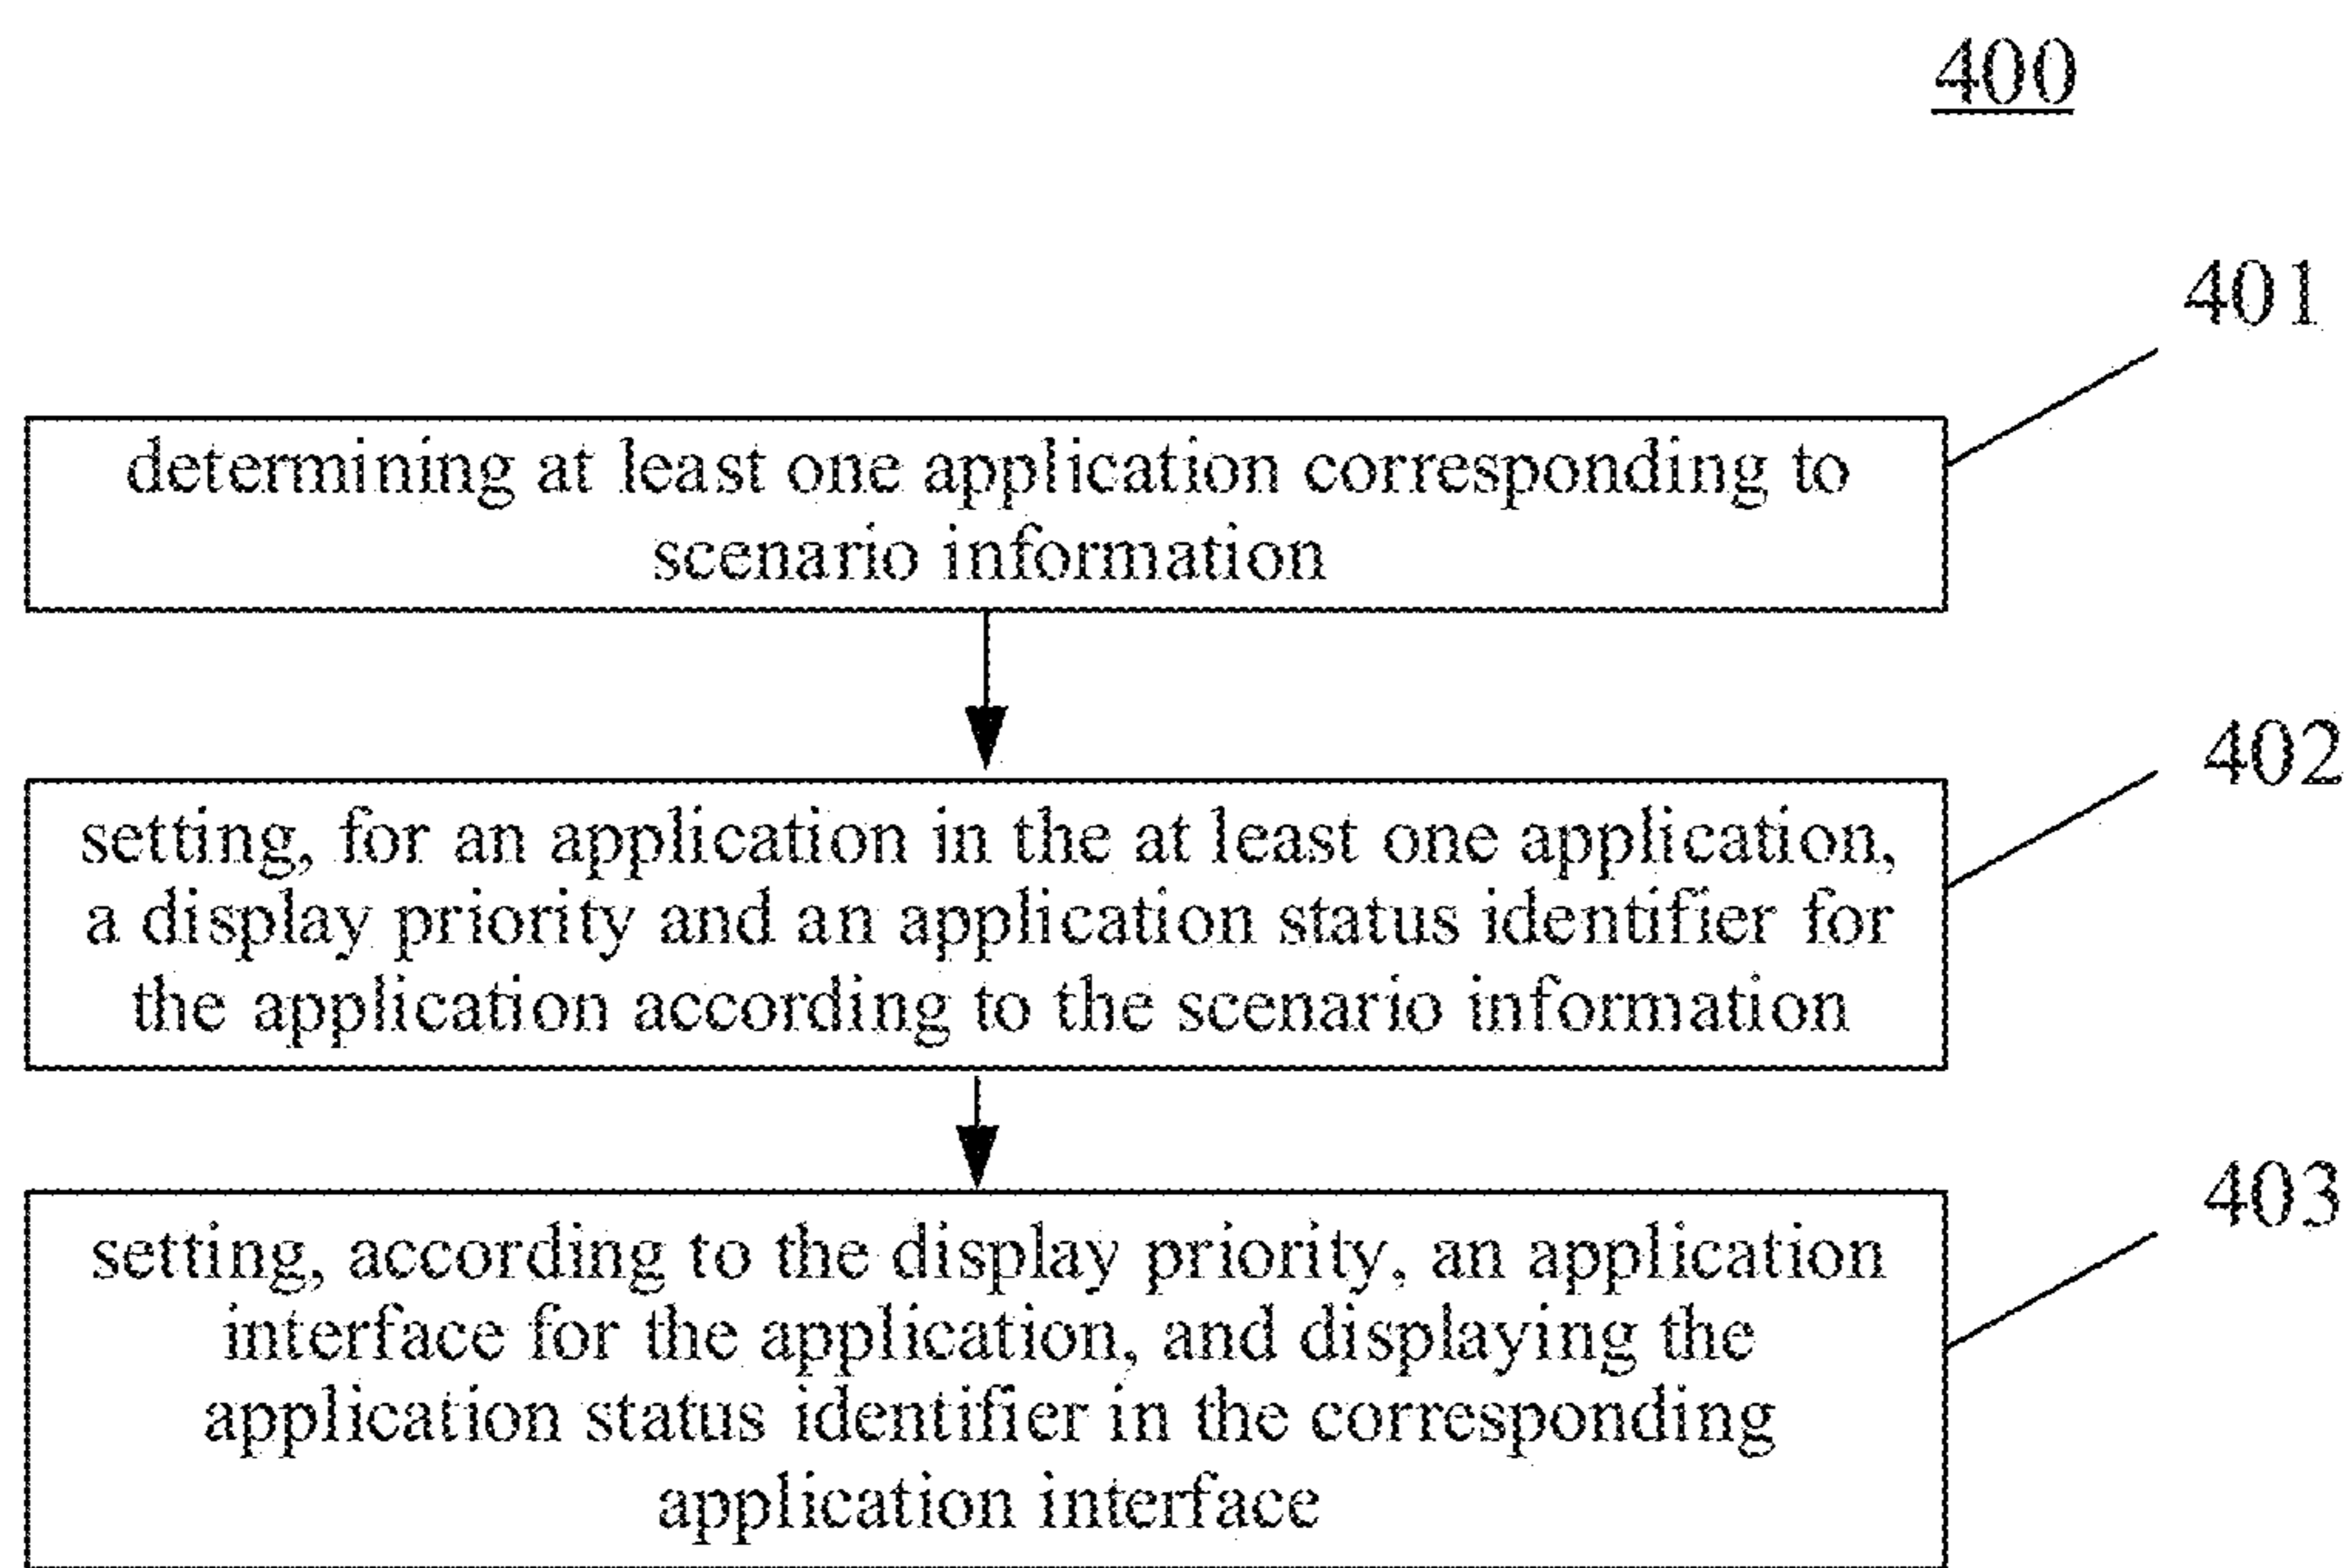 400
401
determining at least one application corresponding to
scenario information
402
setting, for an application in the at least one application,
a display priority and an application status identifier for
the application according to the scenario information
403
setting, according to the display priority, an application
interface for the application, and displaying the
application status identifier in the corresponding
application interface